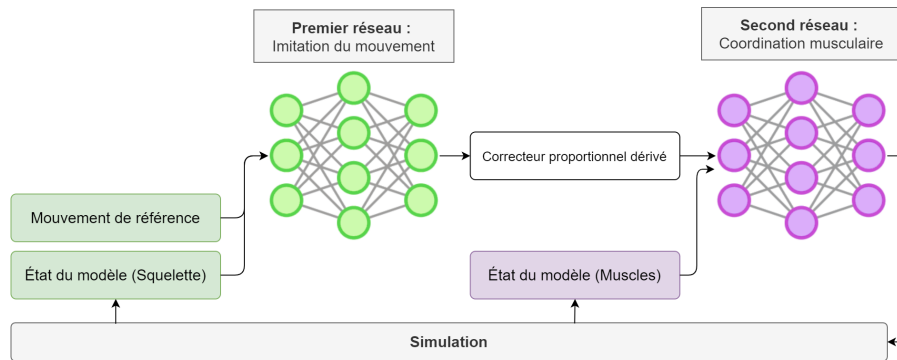 Premier réseau :
Imitation du mouvement
Second réseau :
Coordination musculaire
Correcteur proportionnel dérivé
Mouvement de référence
État du modèle (Squelette)
État du modèle (Muscles)
Simulation